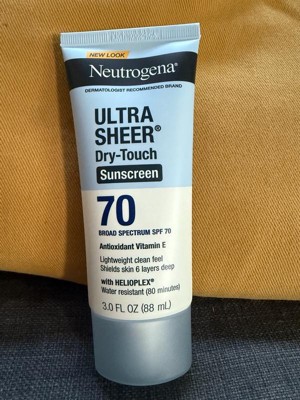 NEW LOOK
Neutrogena®
DERMATOLOGIST RECOMMENDED BRAND
ULTRA
SHEER®
Dry-Touch
Sunscreen
70
BROAD SPECTRUM SPF 70
Antioxidant Vitamin E
Lightweight clean feel
Shields skin 6 layers deep
with HELIOPLEX®
Water resistant (80 minutes)
3.0 FL OZ (88 mL)